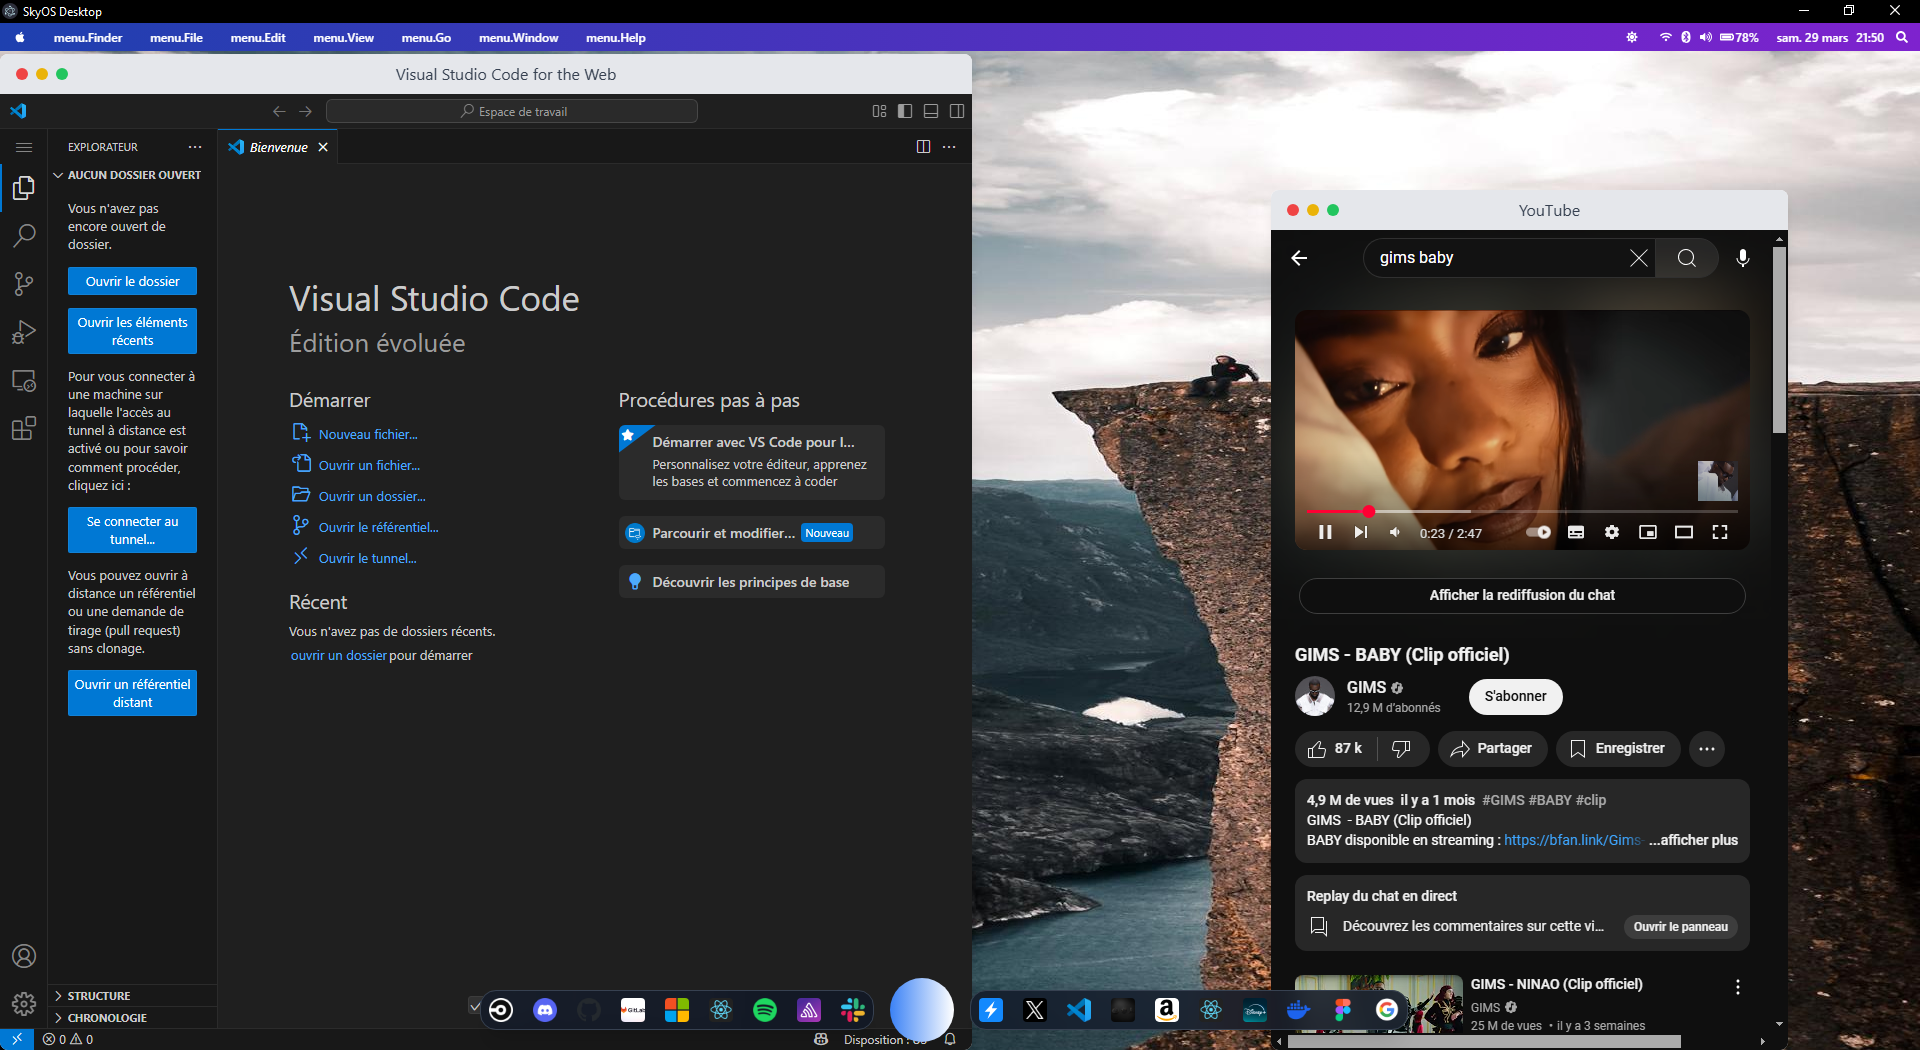 SkyOS Desktop
menu.Finder menu.File menu.Edit menu.View menu.Go menu.Window menu.Help
78% sam. 29 mars 21:50
Visual Studio Code for the Web
Espace de travail
EXPLORATEUR
Bienvenue
AUCUN DOSSIER OUVERT
Vous n'avez pas
encore ouvert de
dossier.
Ouvrir le dossier
Ouvrir les éléments
récents
Pour vous connecter à
une machine sur
laquelle l'accès au
tunnel à distance est
activé ou pour savoir
comment procéder,
cliquez ici :
Se connecter au
tunnel...
Vous pouvez ouvrir à
distance un référentiel
ou une demande de
tirage (pull request)
sans clonage.
Ouvrir un référentiel
distant
STRUCTURE
CHRONOLOGIE
Visual Studio Code
Édition évoluée
Démarrer
Nouveau fichier...
Ouvrir un fichier...
Ouvrir un dossier...
Ouvrir le référentiel...
Ouvrir le tunnel...
Récent
Vous n'avez pas de dossiers récents.
ouvrir un dossier pour démarrer
Procédures pas à pas
Démarrer avec VS Code pour l...
Personnalisez votre éditeur, apprenez
les bases et commencez à coder
Parcourir et modifier... Nouveau
Découvrir les principes de base
0 0
Disposition :
GitLab
Disney+
YouTube
gims baby
0:23 / 2:47
Afficher la rediffusion du chat
GIMS - BABY (Clip officiel)
GIMS
12,9 M d'abonnés
S'abonner
87 k
Partager
Enregistrer
4,9 M de vues il y a 1 mois #GIMS #BABY #clip
GIMS - BABY (Clip officiel)
BABY disponible en streaming : https://bfan.link/Gims- ...afficher plus
Replay du chat en direct
Découvrez les commentaires sur cette vi...
Ouvrir le panneau
GIMS - NINAO (Clip officiel)
GIMS
25 M de vues • il y a 3 semaines